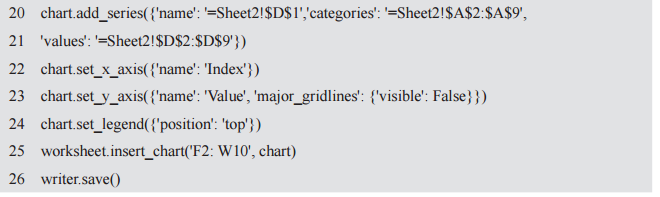 20 chart.add_series({'name': '=Sheet2!$D$1','categories': '=Sheet2!$A$2:$A$9',
21 'values': '=Sheet2!$D$2:$D$9'})
22 chart.set_x_axis({'name': 'Index'})
23 chart.set_y_axis({'name': 'Value', 'major_gridlines': {'visible': False}})
24 chart.set_legend({'position': 'top'})
25 worksheet.insert_chart('F2: W10', chart)
26 writer.save()